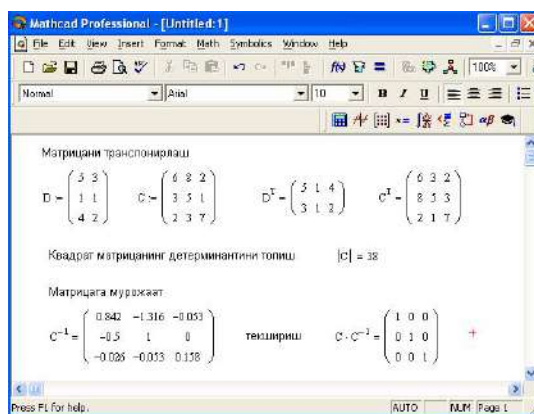 Mathcad Professional - [Untitled:1]
File Edit View Insert Format Math Symbolics Window Help
100%
Normal Arial 10 B I U
Матрицани транспонирлаш
D := ( 5 3 C := ( 6 8 2 D^T = ( 5 1 4 C^T = ( 6 3 2
1 1 3 5 1 3 1 2 ) 8 5 3
4 2 ) 2 3 7 ) 2 1 7 )
Квадрат матрицанинг детерминантини топиш |C| = 38
Матрицага мурожаат
C^-1 = ( 0.842 -1.316 -0.053 текшириш C · C^-1 = ( 1 0 0
-0.5 1 0 0 1 0
-0.026 -0.053 0.158 ) 0 0 1 )
Press F1 for help. AUTO NUM Page 1